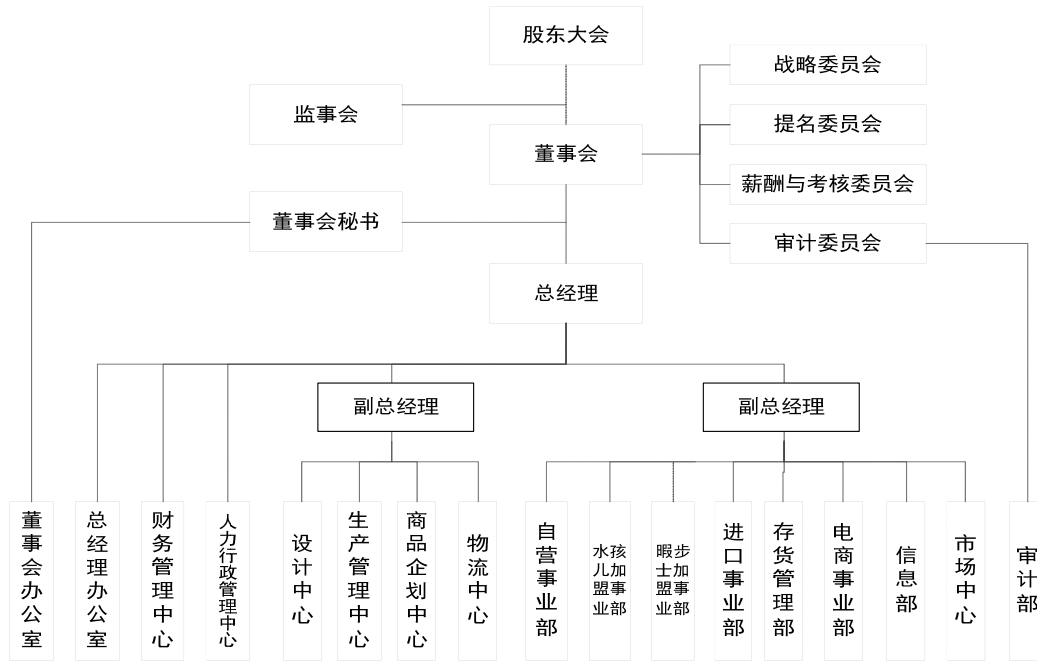 股东大会
战略委员会
监事会
提名委员会
董事会
薪酬与考核委员会
董事会秘书
审计委员会
总经理
副总经理
副总经理
董事会办公室
总经理办公室
财务管理中心
人力行政管理中心
设计中心
生产管理中心
商品企划中心
物流中心
自营事业部
水孩儿加盟事业部
暇步士加盟事业部
进口事业部
存货管理部
电商事业部
信息部
市场中心
审计部